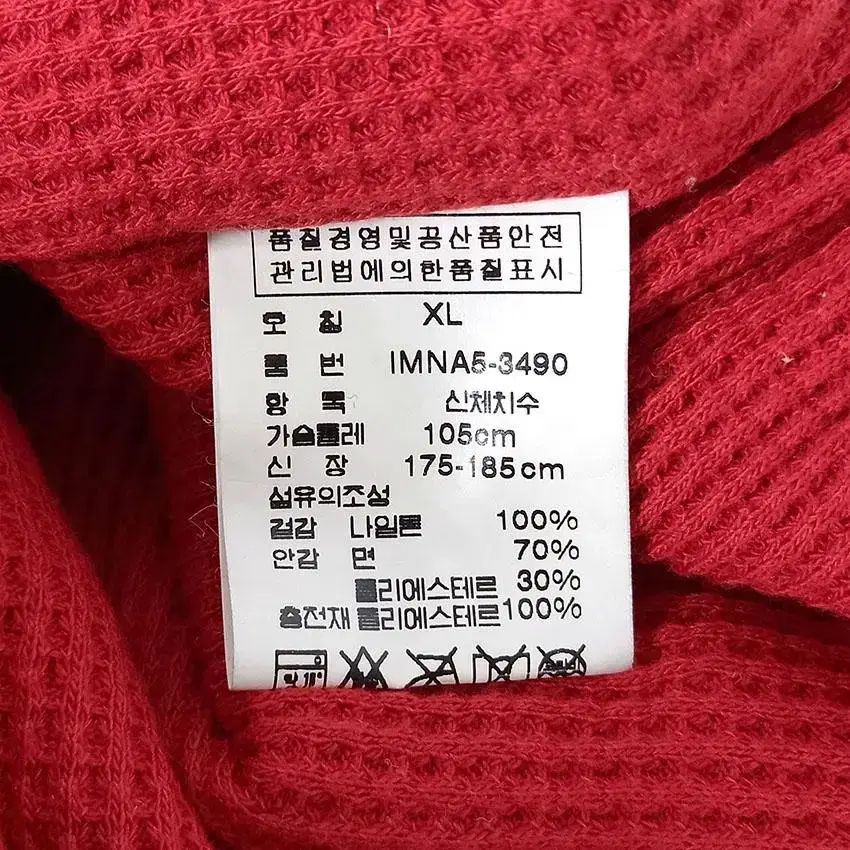 품질경영및공산품안전
관리법에의한품질표시
호 칭 XL
품 번 IMNA5-3490
항 목 신체치수
가슴둘레 105cm
신 장 175-185cm
섬유의조성
겉감 나일론 100%
안감 면 70%
폴리에스테르 30%
충전재 폴리에스테르 100%